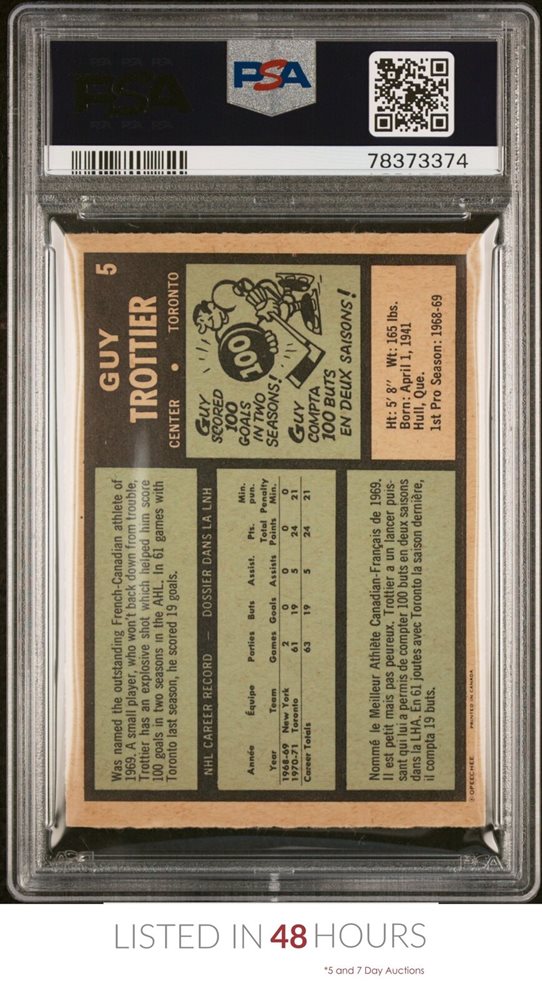 PSA
PSA
78373374
5
GUY
TROTTIER
CENTER • TORONTO
GUY
SCORED
100
GOALS
IN TWO
SEASONS!
100
GUY
COMPTA
100 BUTS
EN DEUX SAISONS!
Ht: 5' 8" Wt: 165 lbs.
Born: April 1, 1941
Hull, Que.
1st Pro Season: 1968-69
Was named the outstanding French-Canadian athlete of
1969. A small player, who won't back down from trouble,
Trottier has an explosive shot which helped him score
100 goals in two seasons in the AHL. In 61 games with
Toronto last season, he scored 19 goals.
NHL CAREER RECORD — DOSSIER DANS LA LNH
Année Équipe Parties Buts Assist. Pts. Min. pun.
Year Team Games Goals Assists Total Points Penalty Min.
1968-69 New York 2 0 0 0 0
1970-71 Toronto 61 19 5 24 21
Career Totals 63 19 5 24 21
Nommé le Meilleur Athlète Canadian-Français de 1969.
Il est petit mais pas peureux. Trottier a un lancer puis-
sant qui lui a permis de compter 100 buts en deux saisons
dans la LHA. En 61 joutes avec Toronto la saison dernière,
il compta 19 buts.
© OPEECHEE PRINTED IN CANADA
PSA
LISTED IN 48 HOURS
*5 and 7 Day Auctions